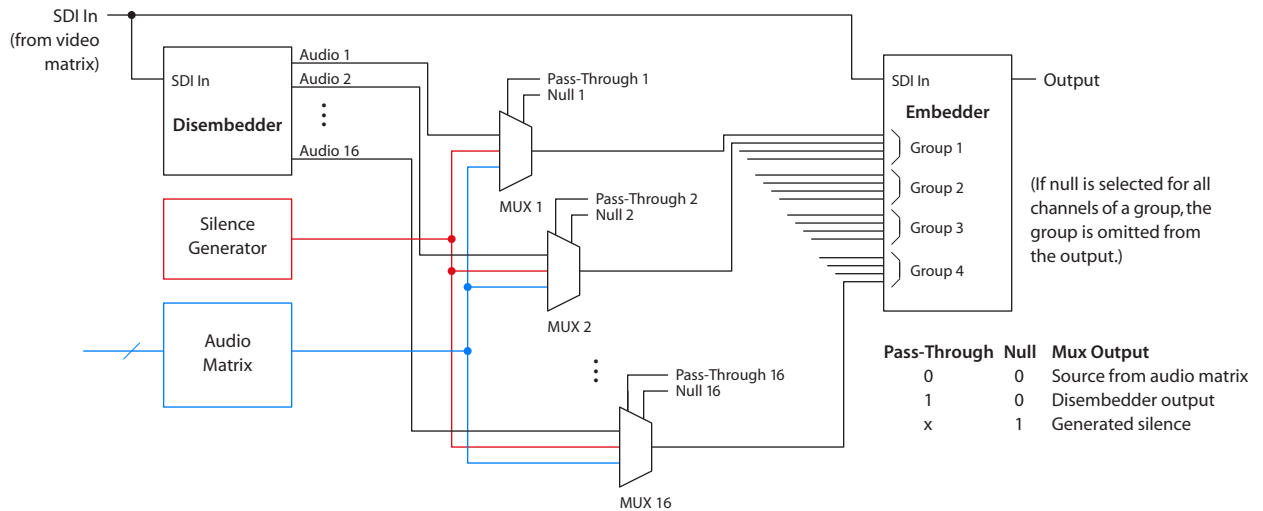 SDI In
(from video
matrix)
SDI In
Disembedder
Audio 1
Audio 2
Audio 16
Silence
Generator
Audio
Matrix
Pass-Through 1
Null 1
MUX 1
Pass-Through 2
Null 2
MUX 2
Pass-Through 16
Null 16
MUX 16
SDI In
Embedder
Group 1
Group 2
Group 3
Group 4
Output
(If null is selected for all
channels of a group, the
group is omitted from
the output.)
Pass-Through Null Mux Output
0 0 Source from audio matrix
1 0 Disembedder output
x 1 Generated silence